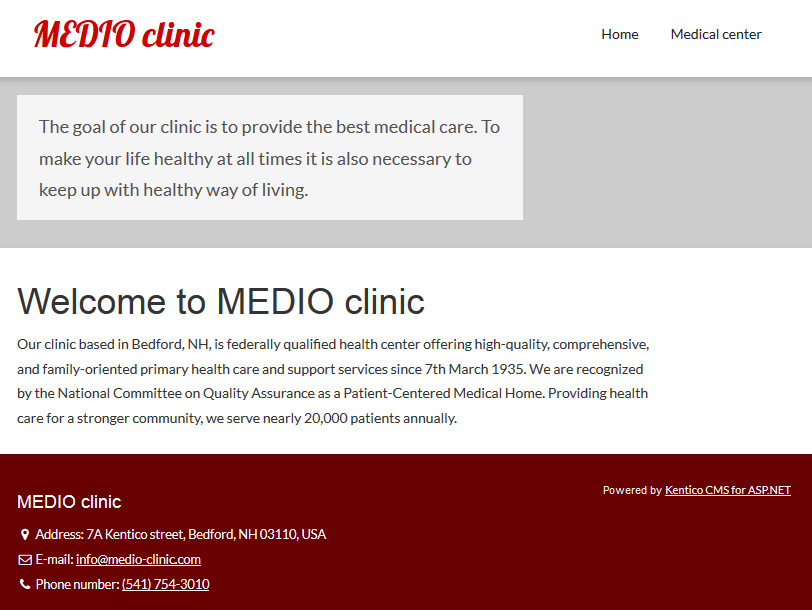 MEDIO clinic
Home
Medical center
The goal of our clinic is to provide the best medical care. To
make your life healthy at all times it is also necessary to
keep up with healthy way of living.
Welcome to MEDIO clinic
Our clinic based in Bedford, NH, is federally qualified health center offering high-quality, comprehensive,
and family-oriented primary health care and support services since 7th March 1935. We are recognized
by the National Committee on Quality Assurance as a Patient-Centered Medical Home. Providing health
care for a stronger community, we serve nearly 20,000 patients annually.
Powered by Kentico CMS for ASP.NET
MEDIO clinic
Address: 7A Kentico street, Bedford, NH 03110, USA
E-mail: info@medio-clinic.com
Phone number: (541) 754-3010